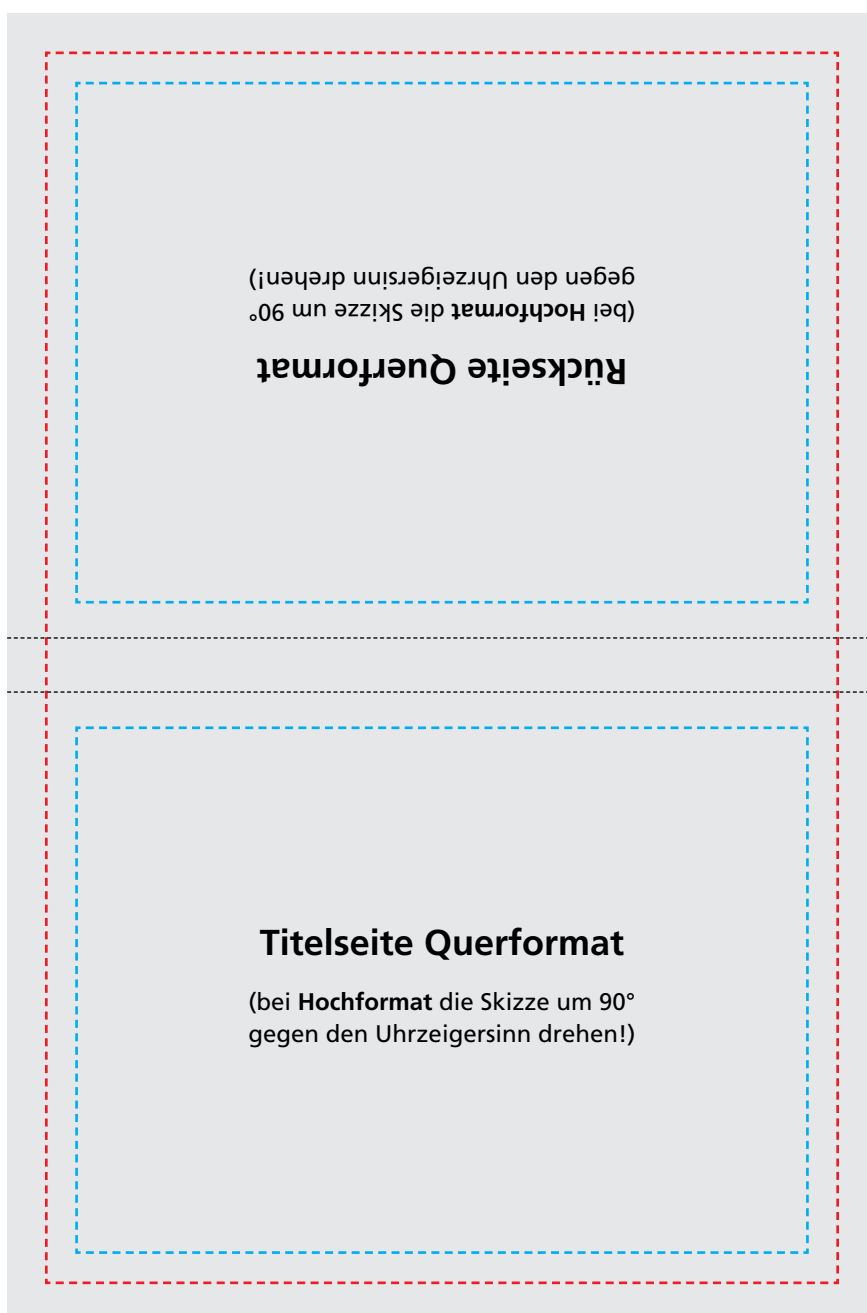 Rückseite Querformat
(bei Hochformat die Skizze um 90°
gegen den Uhrzeigersinn drehen!)
Titelseite Querformat
(bei Hochformat die Skizze um 90°
gegen den Uhrzeigersinn drehen!)